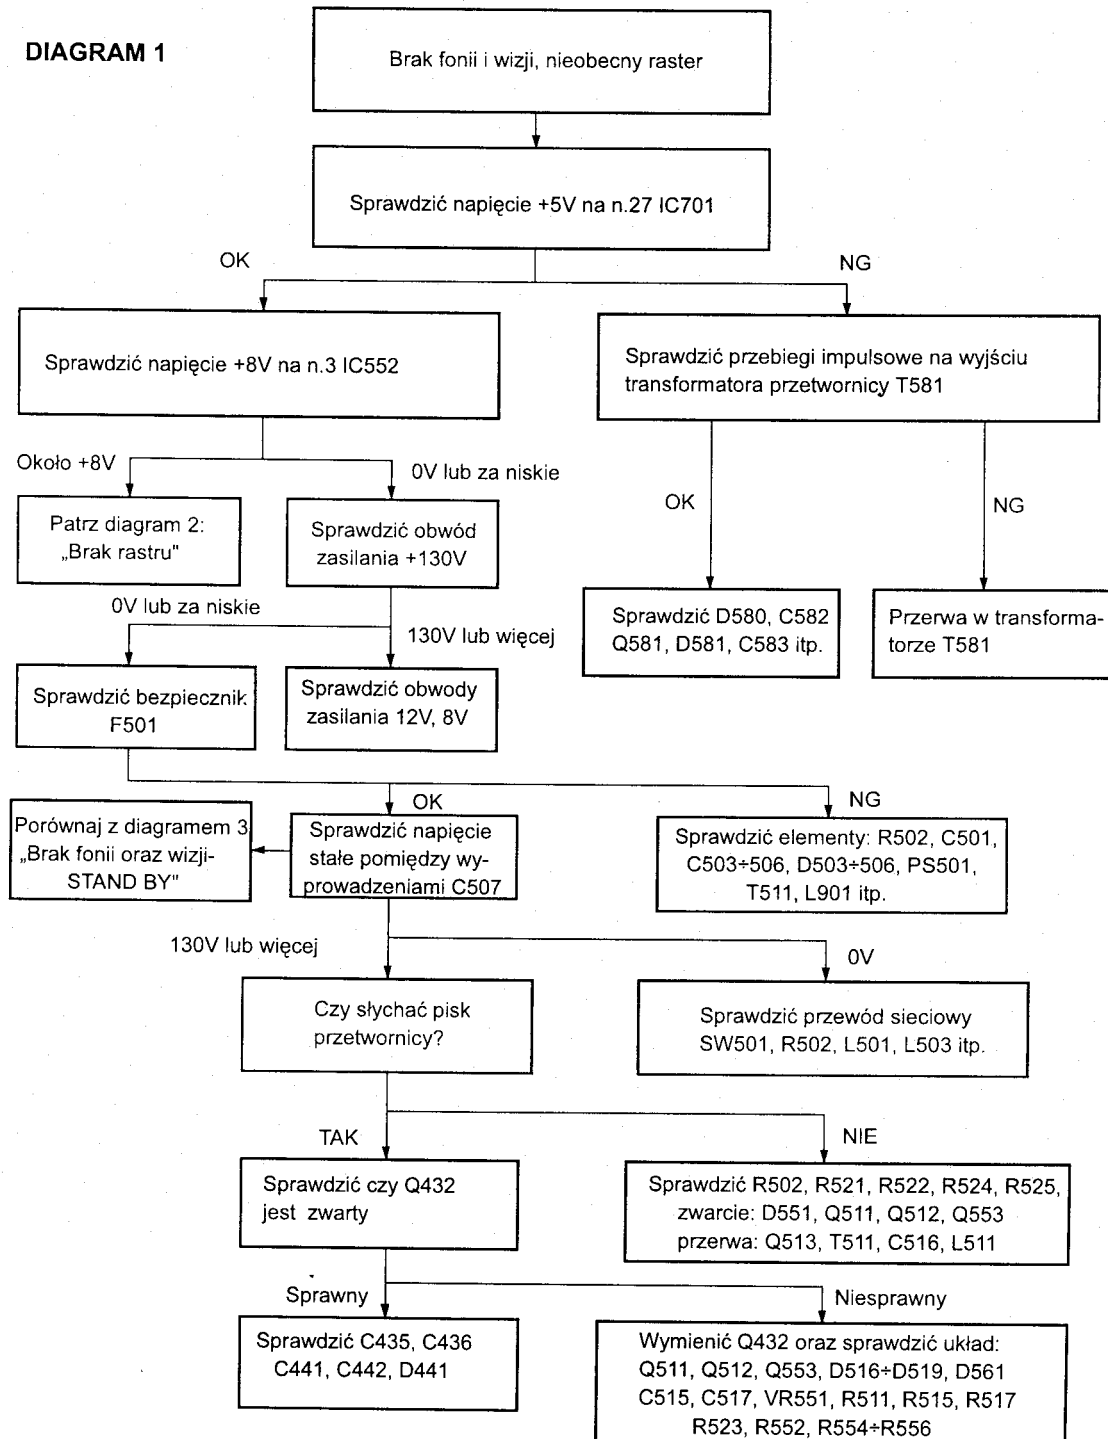 DIAGRAM 1
Brak fonii i wizji, nieobecny raster
Sprawdzić napięcie +5V na n.27 IC701
OK
NG
Sprawdzić napięcie +8V na n.3 IC552
Sprawdzić przebiegi impulsowe na wyjściu
transformatora przetwornicy T581
Około +8V
0V lub za niskie
OK
NG
Patrz diagram 2:
„Brak rastru"
Sprawdzić obwód
zasilania +130V
Sprawdzić D580, C582
Q581, D581, C583 itp.
Przerwa w transforma-
torze T581
0V lub za niskie
130V lub więcej
Sprawdzić bezpiecznik
F501
Sprawdzić obwody
zasilania 12V, 8V
OK
NG
Porównaj z diagramem 3
„Brak fonii oraz wizji-
STAND BY"
Sprawdzić napięcie
stałe pomiędzy wy-
prowadzeniami C507
Sprawdzić elementy: R502, C501,
C503÷506, D503÷506, PS501,
T511, L901 itp.
130V lub więcej
0V
Czy słychać pisk
przetwornicy?
Sprawdzić przewód sieciowy
SW501, R502, L501, L503 itp.
TAK
NIE
Sprawdzić czy Q432
jest zwarty
Sprawdzić R502, R521, R522, R524, R525,
zwarcie: D551, Q511, Q512, Q553
przerwa: Q513, T511, C516, L511
Sprawny
Niesprawny
Sprawdzić C435, C436
C441, C442, D441
Wymienić Q432 oraz sprawdzić układ:
Q511, Q512, Q553, D516÷D519, D561
C515, C517, VR551, R511, R515, R517
R523, R552, R554÷R556